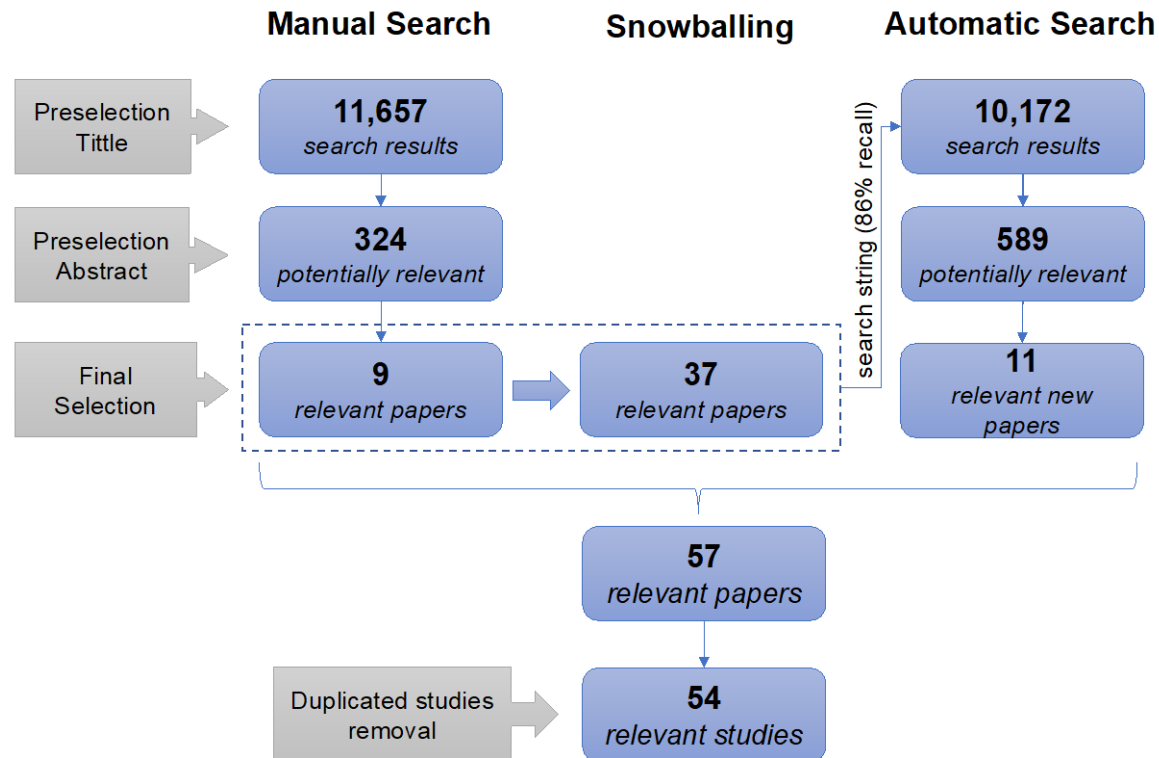 Manual Search
Snowballing
Automatic Search
Preselection
Tittle
11,657
search results
search string (86% recall)
10,172
search results
Preselection
Abstract
324
potentially relevant
589
potentially relevant
Final
Selection
9
relevant papers
37
relevant papers
11
relevant new
papers
57
relevant papers
Duplicated studies
removal
54
relevant studies